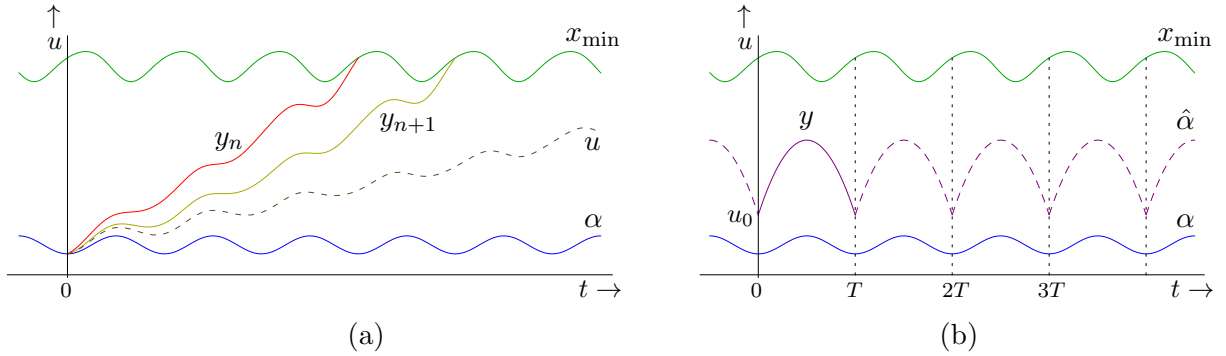 ↑
u
x_min
y_n
y_{n+1}
u
α
0
t →
(a)
↑
u
x_min
y
α̂
u_0
α
0
T
2T
3T
t →
(b)